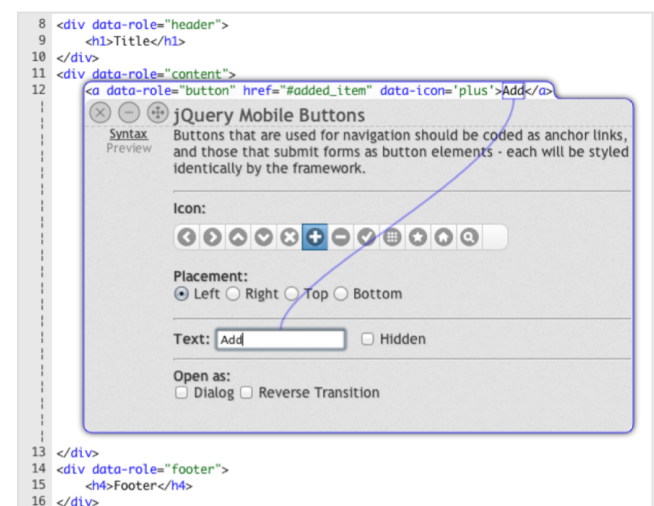 8 <div data-role="header">
9 <h1>Title</h1>
10 </div>
11 <div data-role="content">
12 <a data-role="button" href="#added_item" data-icon='plus'>Add</a>
jQuery Mobile Buttons
Syntax
Preview
Buttons that are used for navigation should be coded as anchor links,
and those that submit forms as button elements - each will be styled
identically by the framework.
Icon:
Placement:
Left Right Top Bottom
Text: Add Hidden
Open as:
Dialog Reverse Transition
13 </div>
14 <div data-role="footer">
15 <h4>Footer</h4>
16 </div>